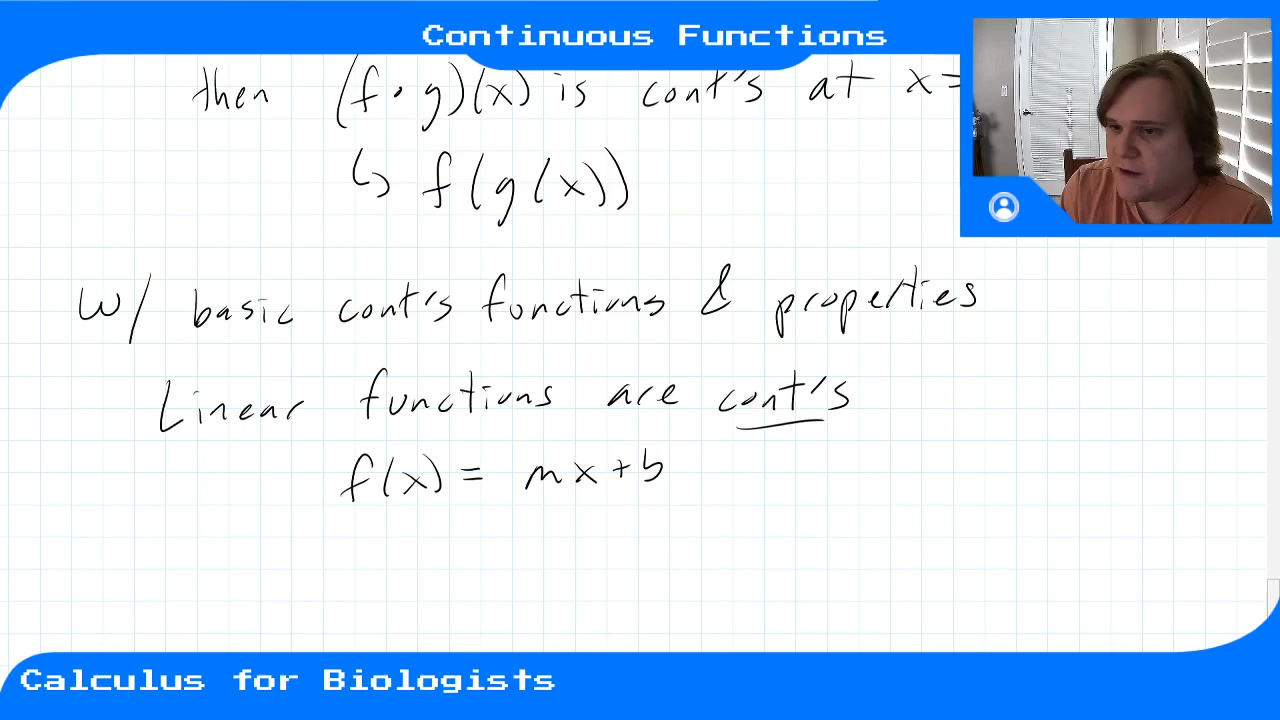 Continuous Functions
then (f · g)(x) is cont's at x=
↳ f(g(x))
w/ basic cont's functions & properties
Linear functions are cont's
f(x) = mx+b
Calculus for Biologists